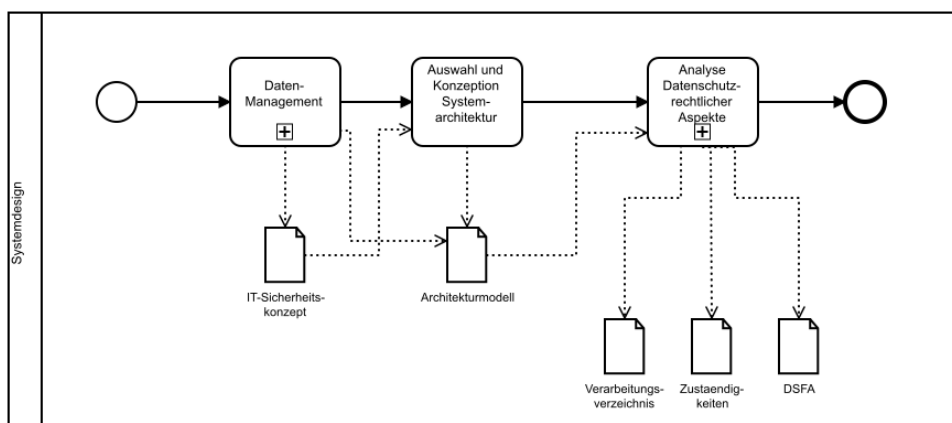 Systemdesign
Daten-
Management
Auswahl und
Konzeption
System-
architektur
Analyse
Datenschutz-
rechtlicher
Aspekte
IT-Sicherheits-
konzept
Architekturmodell
Verarbeitungs-
verzeichnis
Zustaendig-
keiten
DSFA